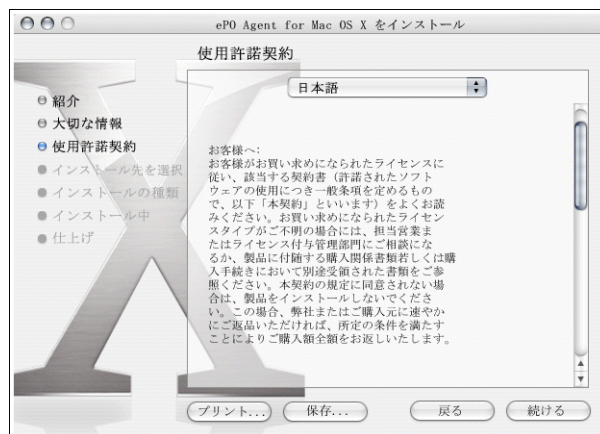 ePO Agent for Mac OS X をインストール
使用許諾契約
日本語
紹介
大切な情報
使用許諾契約
インストール先を選択
インストールの種類
インストール中
仕上げ
お客様へ:
お客様がお買い求めになられたライセンスに
従い、該当する契約書（許諾されたソフト
ウェアの使用につき一般条項を定めるもの
で、以下「本契約」といいます）をよくお読
みください。お買い求めになられたライセン
スタイプがご不明の場合には、担当営業ま
たはライセンス付与管理部門にご相談にな
るか、製品に付随する購入関係書類若しくは購
入手続きにおいて別途受領された書類をご参
照ください。本契約の規定に同意されない場
合は、製品をインストールしないでくださ
い。この場合、弊社またはご購入元に速やか
にご返品いただければ、所定の条件を満たす
ことによりご購入額全額をお返しいたします。
プリント...
保存...
戻る
続ける